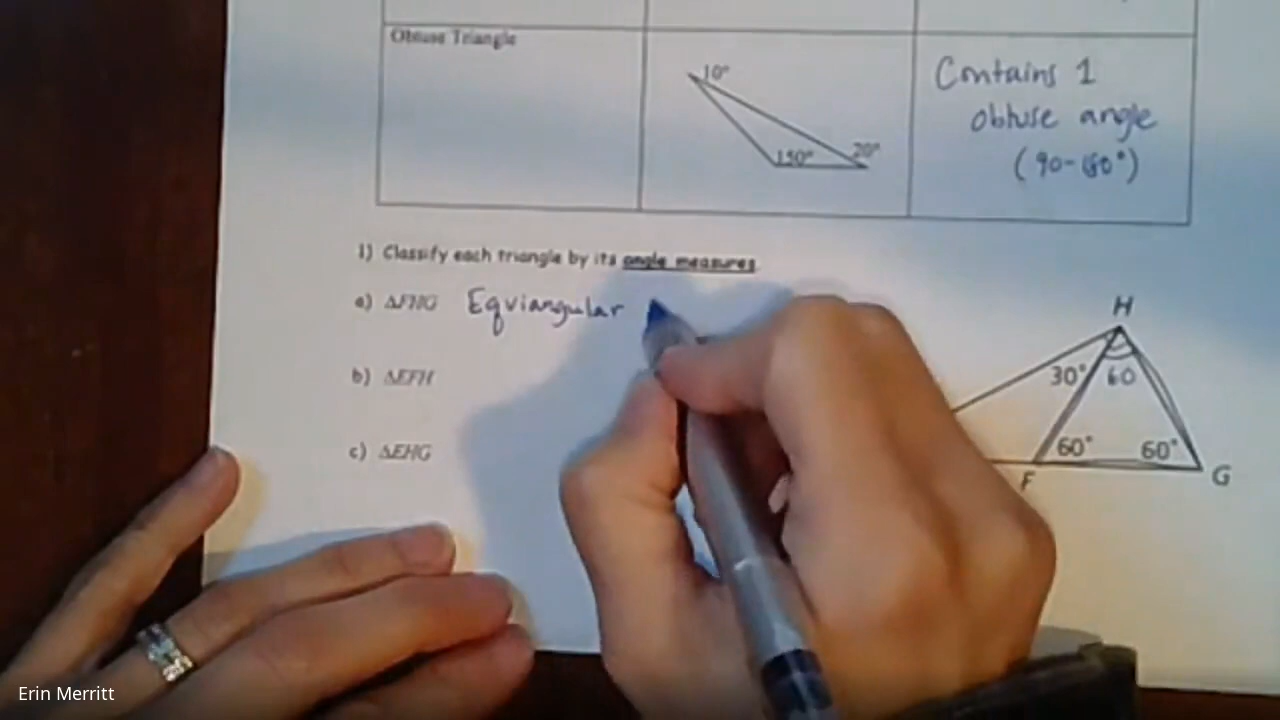 Obtuse Triangle
10°
150°
20°
Contains 1
obtuse angle
(90-180°)
1) Classify each triangle by its angle measures
a) ΔFHG Equiangular
b) ΔEFH
c) ΔEHG
H
30° 60
60° 60°
F
G
Erin Merritt